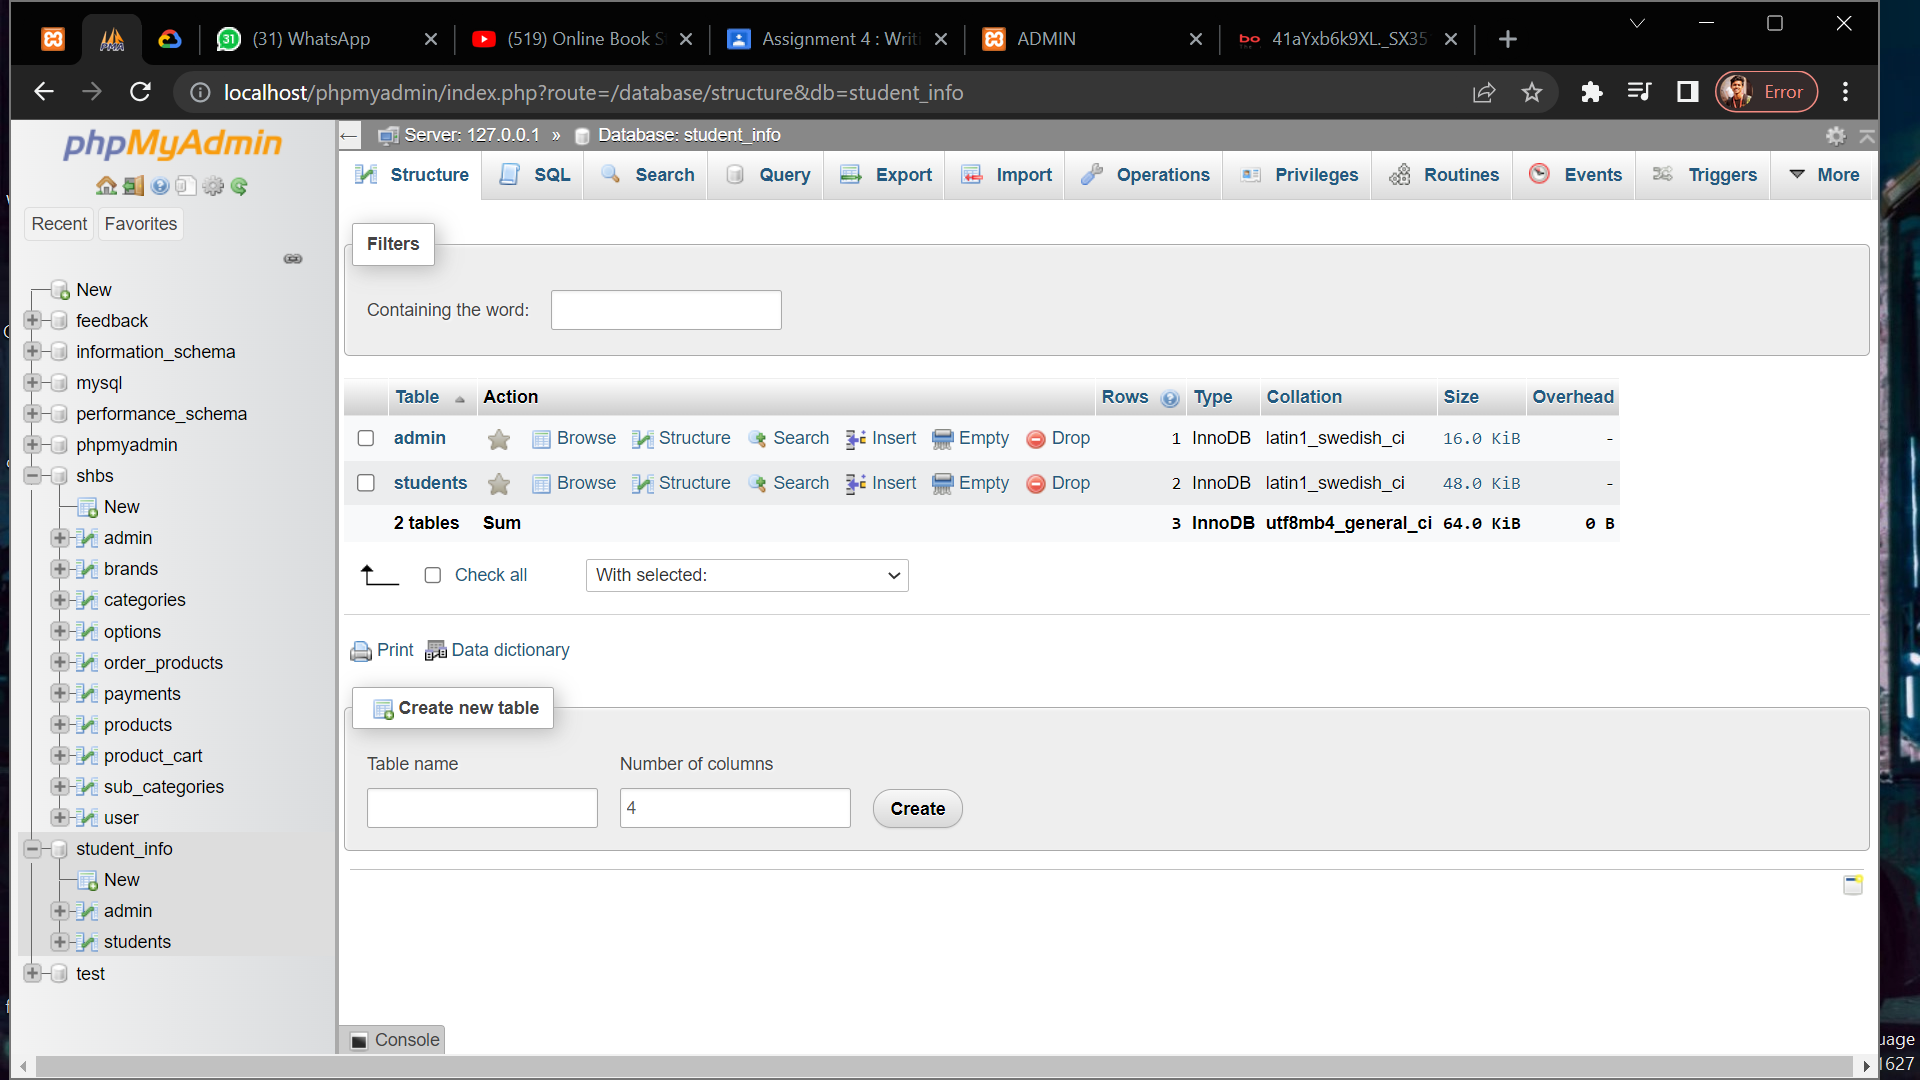 31 (31) WhatsApp
(519) Online Book S
Assignment 4 : Writi
ADMIN
bo 41aYxb6k9XL._SX35
localhost/phpmyadmin/index.php?route=/database/structure&db=student_info
Error
phpMyAdmin
Recent Favorites
New
feedback
information_schema
mysql
performance_schema
phpmyadmin
shbs
New
admin
brands
categories
options
order_products
payments
products
product_cart
sub_categories
user
student_info
New
admin
students
test
Server: 127.0.0.1 » Database: student_info
Structure SQL Search Query Export Import Operations Privileges Routines Events Triggers More
Filters
Containing the word:
Table Action Rows Type Collation Size Overhead
admin Browse Structure Search Insert Empty Drop 1 InnoDB latin1_swedish_ci 16.0 KiB -
students Browse Structure Search Insert Empty Drop 2 InnoDB latin1_swedish_ci 48.0 KiB -
2 tables Sum 3 InnoDB utf8mb4_general_ci 64.0 KiB 0 B
Check all With selected:
Print Data dictionary
Create new table
Table name Number of columns
4 Create
Console
uage
1627